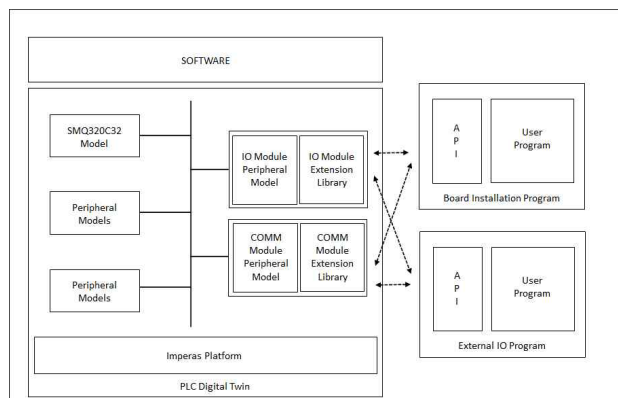 SOFTWARE
SMQ320C32
Model
Peripheral
Models
Peripheral
Models
IO Module
Peripheral
Model
IO Module
Extension
Library
COMM
Module
Peripheral
Model
COMM
Module
Extension
Library
Imperas Platform
PLC Digital Twin
A
P
I
User
Program
Board Installation Program
A
P
I
User
Program
External IO Program